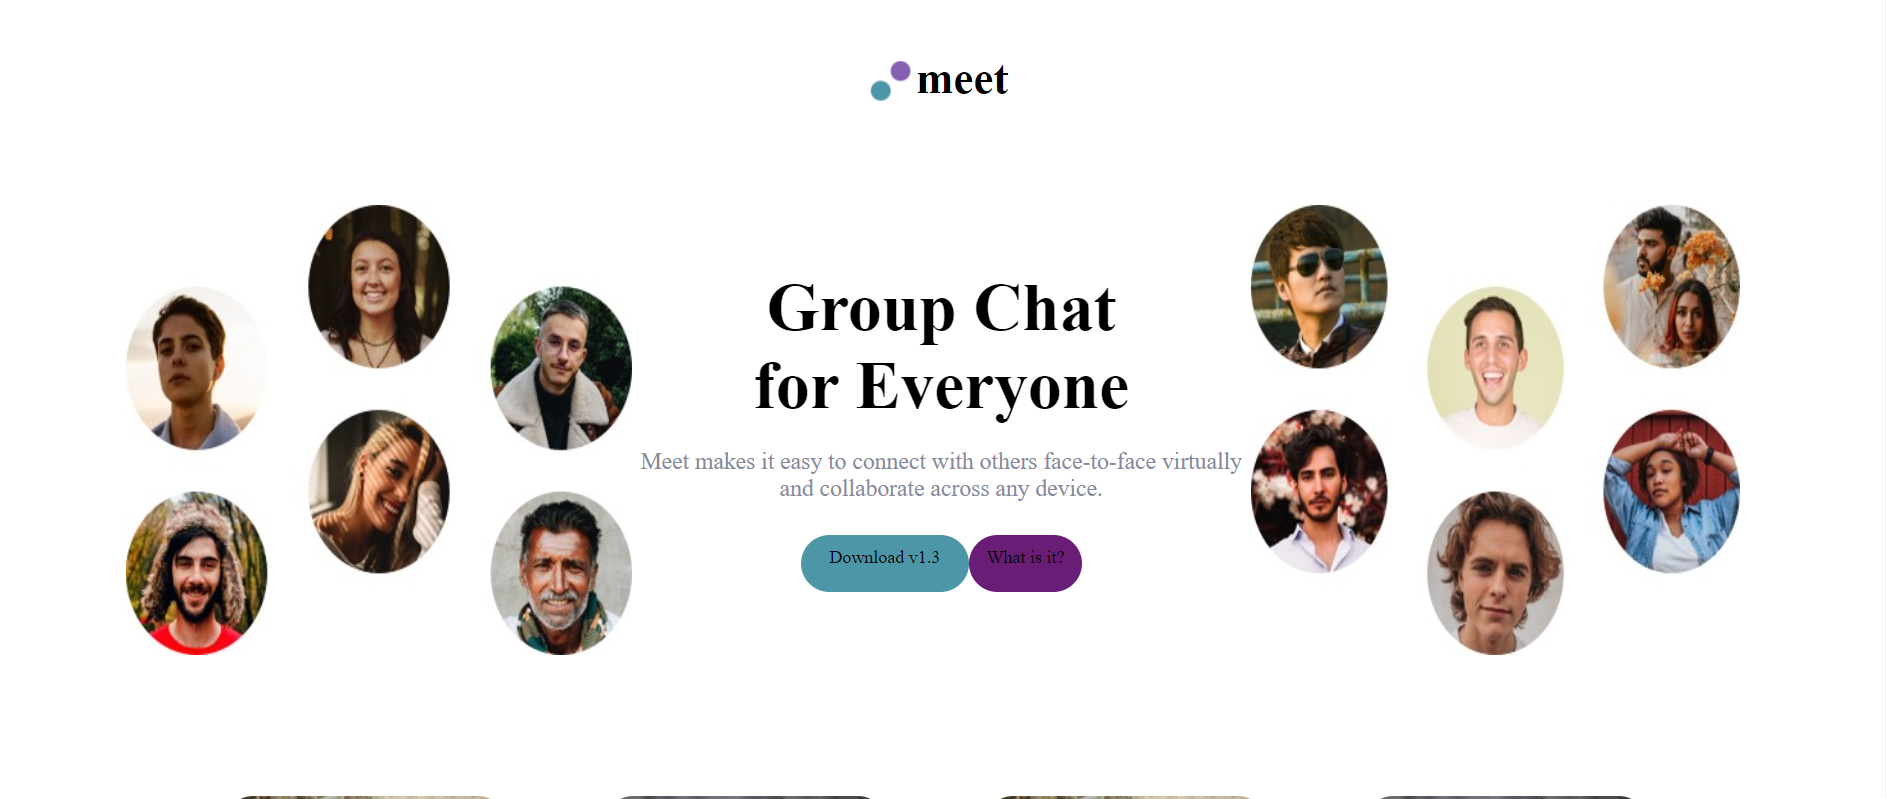 meet
Group Chat
for Everyone
Meet makes it easy to connect with others face-to-face virtually
and collaborate across any device.
Download v1.3
What is it?